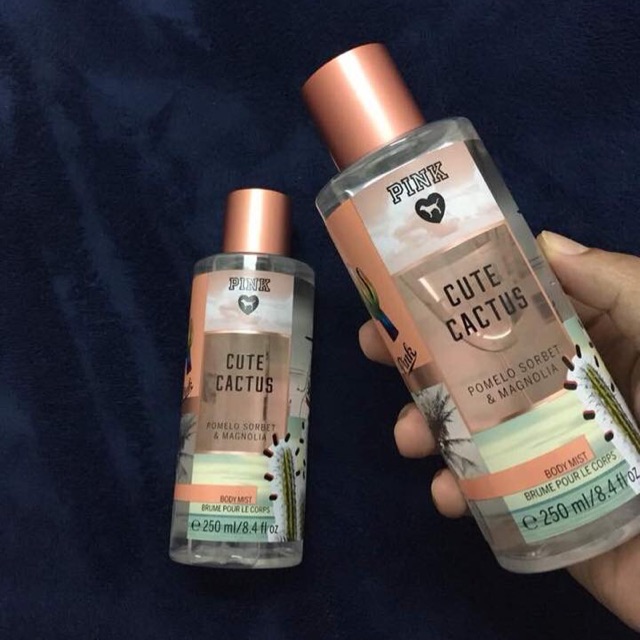 PINK
CUTE
CACTUS
POMELO SORBET
& MAGNOLIA
BODY MIST
BRUME POUR LE CORPS
℮ 250 ml/8.4 fl oz
PINK
CUTE
CACTUS
POMELO SORBET
& MAGNOLIA
Pink
BODY MIST
BRUME POUR LE CORPS
℮ 250 ml/8.4 fl oz